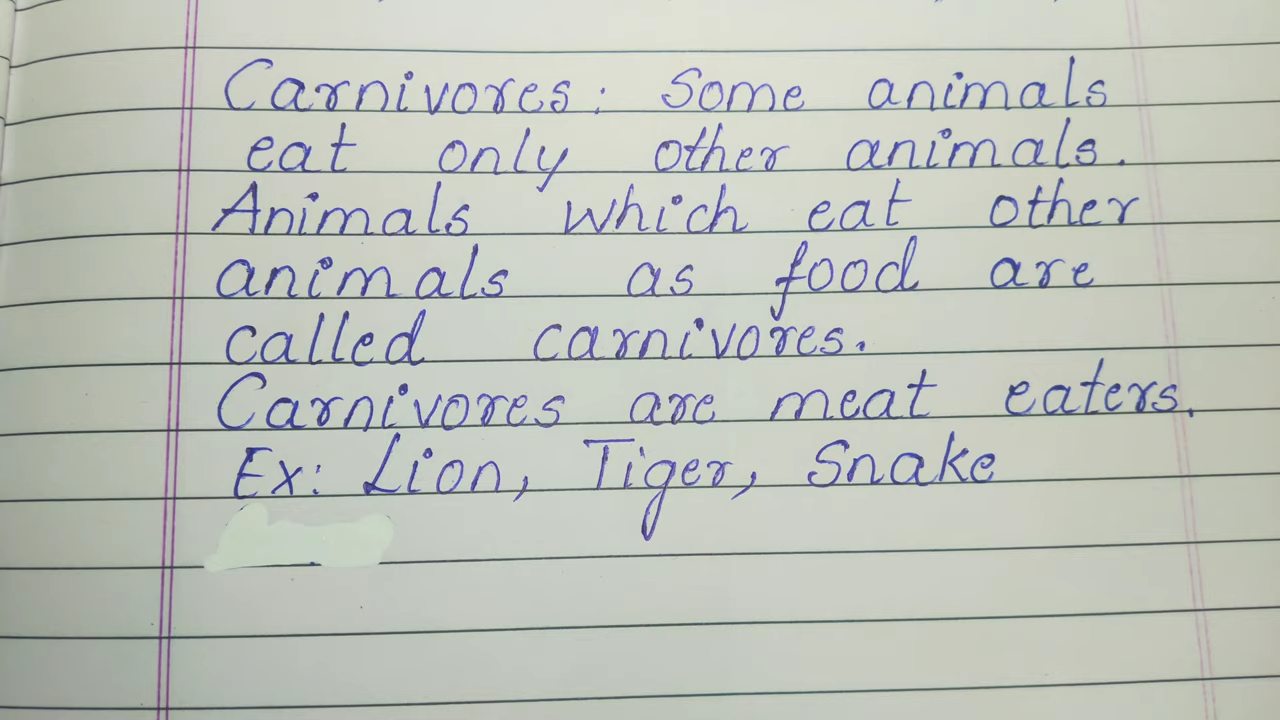 Carnivores: Some animals
eat only other animals.
Animals which eat other
animals as food are
called carnivores.
Carnivores are meat eaters.
Ex: Lion, Tiger, Snake